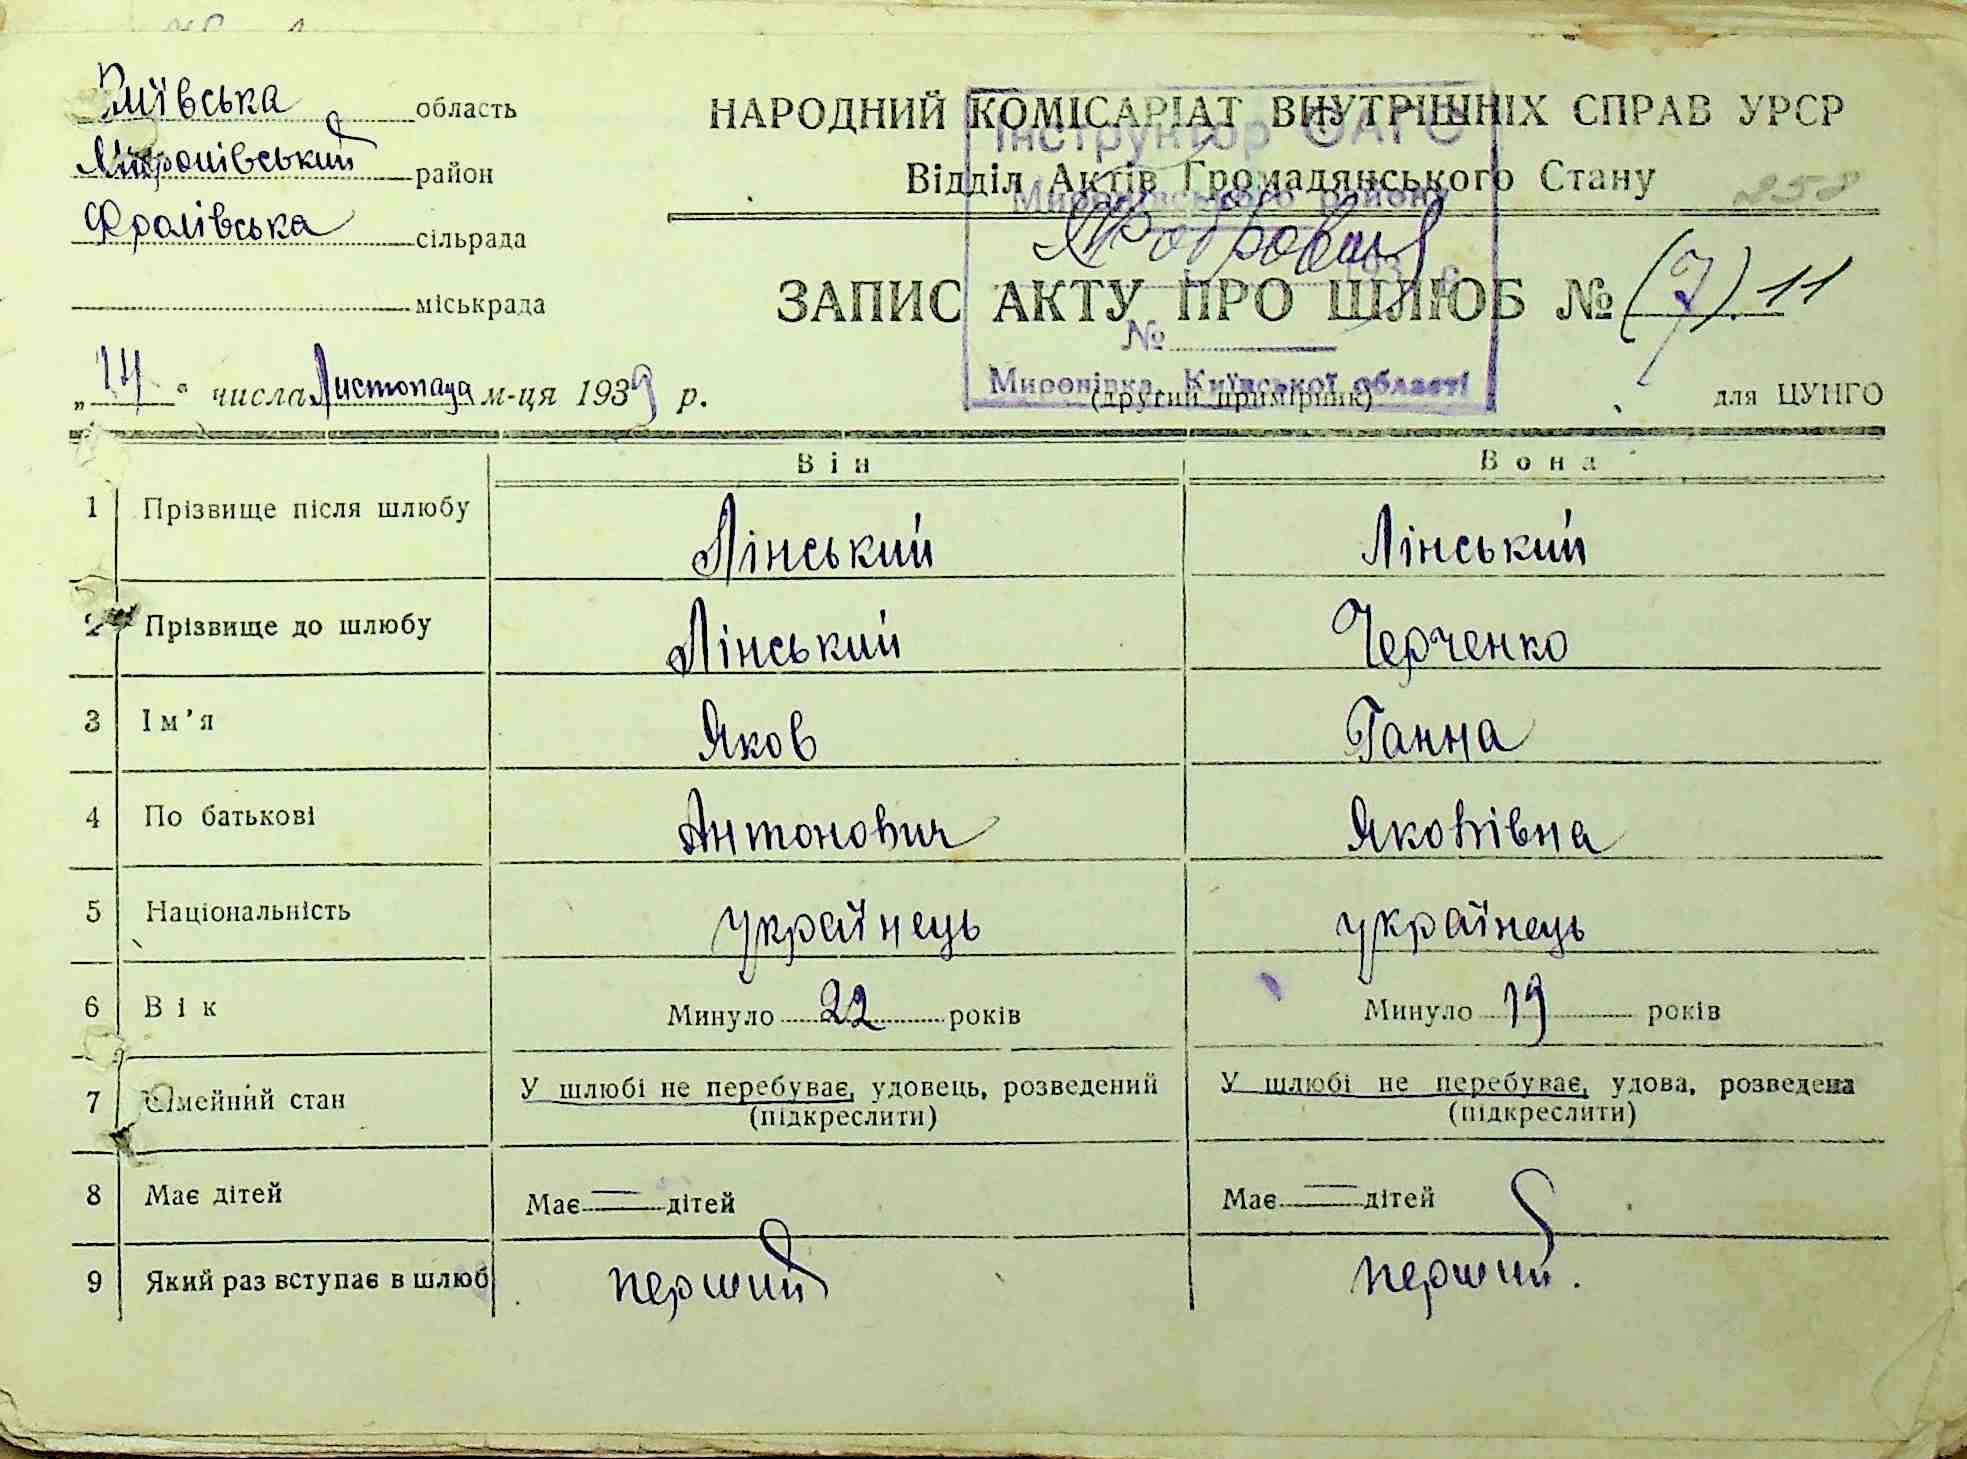 Київська область
Миронівський район
Фролівська сільрада
міськрада
НАРОДНИЙ КОМІСАРІАТ ВНУТРІШНІХ СПРАВ УРСР
Відділ Актів Громадянського Стану
258
Інструктор ОАГС
Миронівського району
193 р.
№
Миронівка, Київської області
ЗАПИС АКТУ ПРО ШЛЮБ № (7) 11
„14“ числа Листопада м-ця 1939 р.
(другий примірник)
для ЦУНГО
Він Вона
1 Прізвище після шлюбу Лінський Лінський
2 Прізвище до шлюбу Лінський Черченко
3 Ім’я Яков Ганна
4 По батькові Антонович Яковівна
5 Національність українець українець
6 Вік Минуло 22 років Минуло 19 років
7 Сімейний стан У шлюбі не перебуває, удовець, розведений У шлюбі не перебуває, удова, розведена
(підкреслити) (підкреслити)
8 Має дітей Має — дітей Має — дітей
9 Який раз вступає в шлюб перший перший.